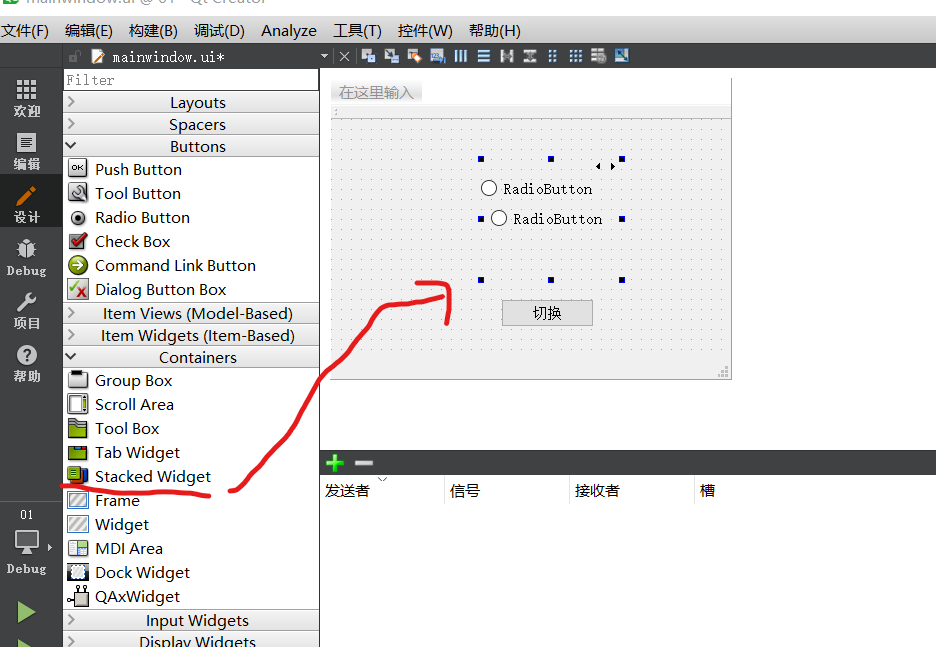 mainwindow.ui @ 01 - Qt Creator
文件(F) 编辑(E) 构建(B) 调试(D) Analyze 工具(T) 控件(W) 帮助(H)
mainwindow.ui*
Filter
在这里输入
欢迎
编辑
设计
Debug
项目
帮助
01
Debug
Layouts
Spacers
Buttons
Push Button
Tool Button
Radio Button
Check Box
Command Link Button
Dialog Button Box
Item Views (Model-Based)
Item Widgets (Item-Based)
Containers
Group Box
Scroll Area
Tool Box
Tab Widget
Stacked Widget
Frame
Widget
MDI Area
Dock Widget
QAxWidget
Input Widgets
Display Widgets
RadioButton
RadioButton
切换
发送者 信号 接收者 槽